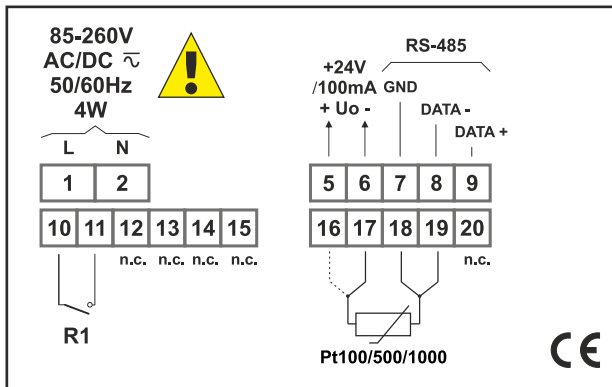 85-260V
AC/DC
50/60Hz
4W
L N
1 2
10 11 12 13 14 15
n.c. n.c. n.c. n.c.
R1
RS-485
+24V
/100mA
+ Uo -
GND
DATA -
DATA +
5 6 7 8 9
16 17 18 19 20
n.c.
Pt100/500/1000
CE